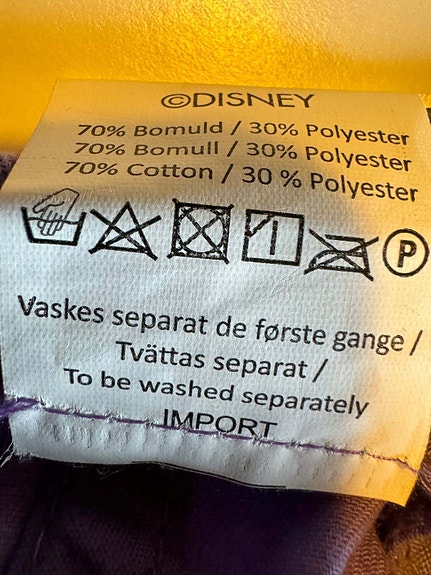 ©DISNEY
70% Bomuld / 30% Polyester
70% Bomull / 30% Polyester
70% Cotton / 30 % Polyester
P
Vaskes separat de første gange /
Tvättas separat /
To be washed separately
IMPORT